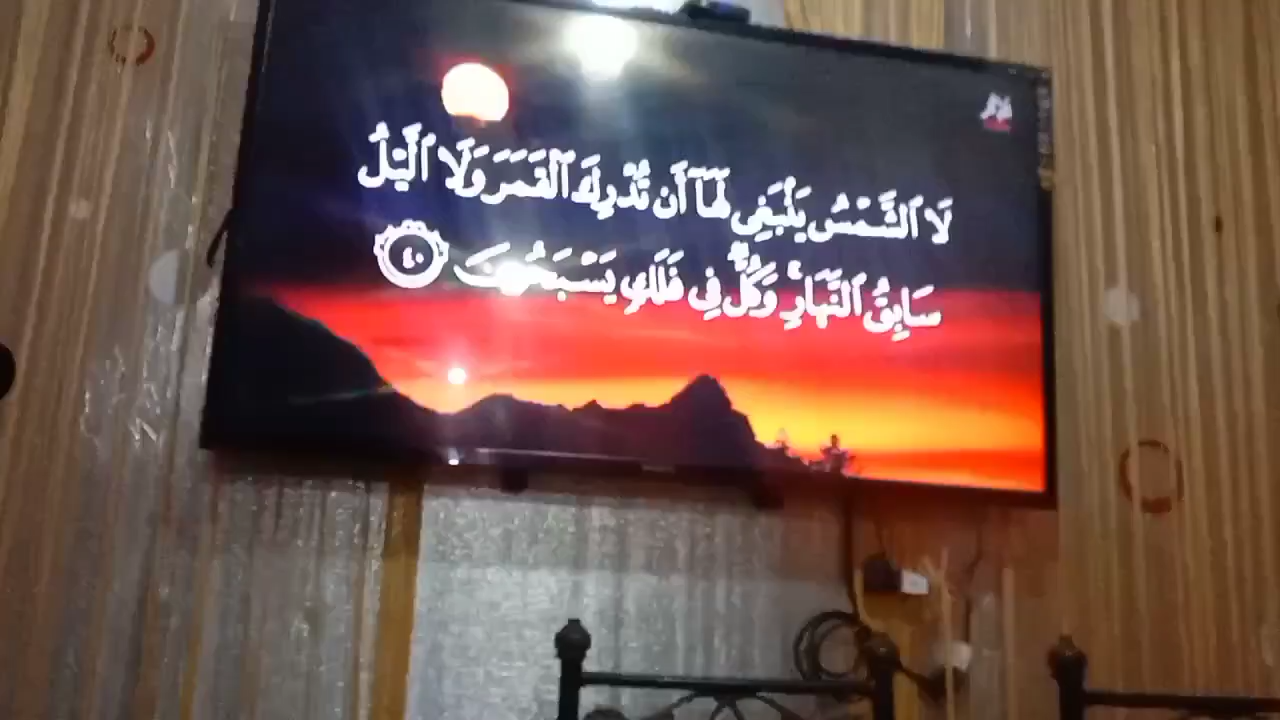 لَا ٱلشَّمْسُ يَنۢبَغِى لَهَآ أَن تُدْرِكَ ٱلْقَمَرَ وَلَا ٱلَّيْلُ
سَابِقُ ٱلنَّهَارِ ۚ وَكُلٌّ فِى فَلَكٍ يَسْبَحُونَ ٤٠